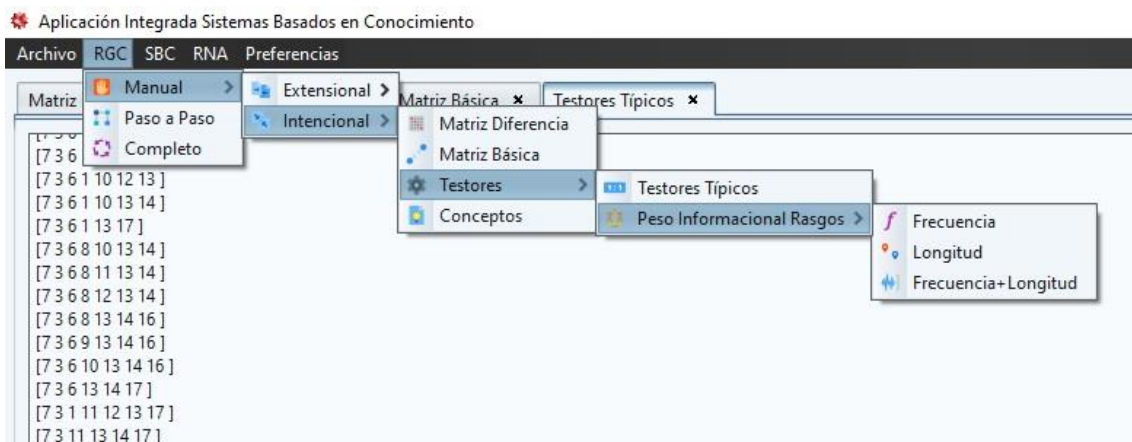 Aplicación Integrada Sistemas Basados en Conocimiento
Archivo RGC SBC RNA Preferencias
Matriz Matriz Básica × Testores Típicos ×
Manual > Extensional >
Paso a Paso Intencional > Matriz Diferencia
Completo Matriz Básica
Testores > Testores Típicos
Conceptos Peso Informacional Rasgos > Frecuencia
Longitud
Frecuencia+Longitud
[7 3 6
[7 3 6 1 10 12 13 ]
[7 3 6 1 10 13 14 ]
[7 3 6 1 13 17 ]
[7 3 6 8 10 13 14 ]
[7 3 6 8 11 13 14 ]
[7 3 6 8 12 13 14 ]
[7 3 6 8 13 14 16 ]
[7 3 6 9 13 14 16 ]
[7 3 6 10 13 14 16 ]
[7 3 6 13 14 17 ]
[7 3 1 11 12 13 17 ]
[7 3 11 13 14 17 ]